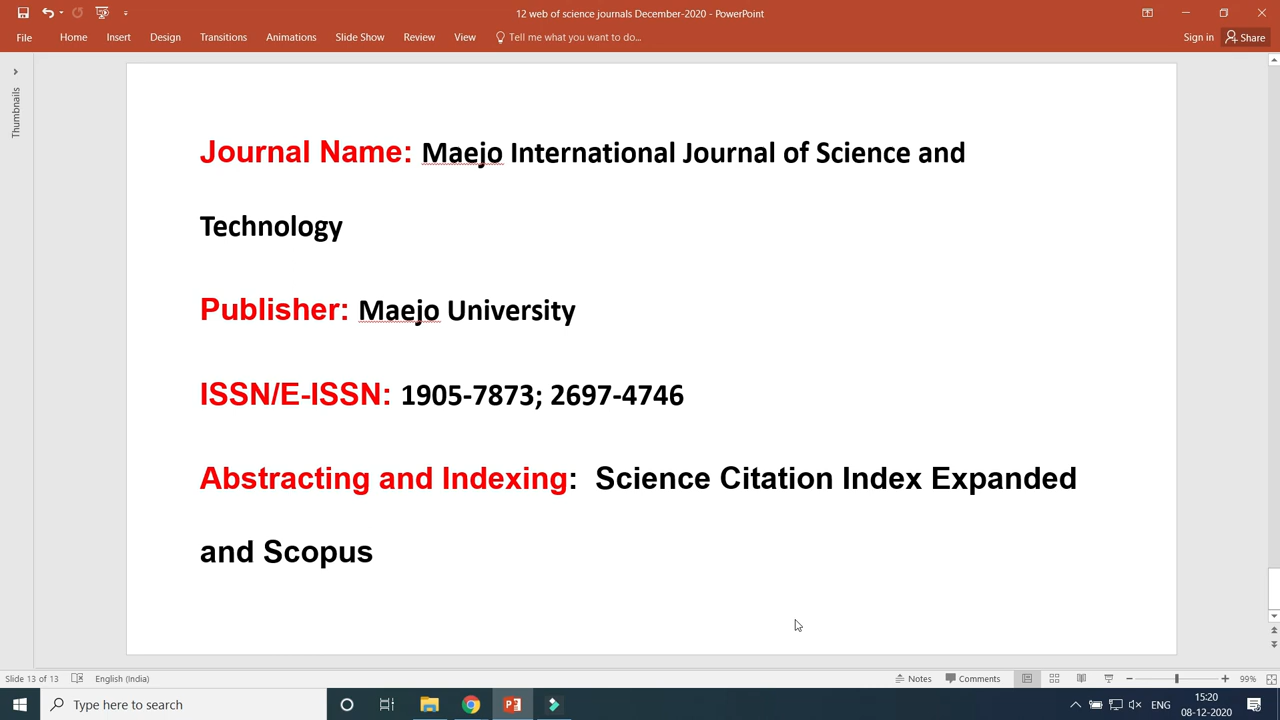 12 web of science journals December-2020 - PowerPoint
File Home Insert Design Transitions Animations Slide Show Review View Tell me what you want to do... Sign in Share
Thumbnails
Journal Name: Maejo International Journal of Science and
Technology
Publisher: Maejo University
ISSN/E-ISSN: 1905-7873; 2697-4746
Abstracting and Indexing: Science Citation Index Expanded
and Scopus
Slide 13 of 13 English (India) Notes Comments 99%
Type here to search ENG 15:20
08-12-2020